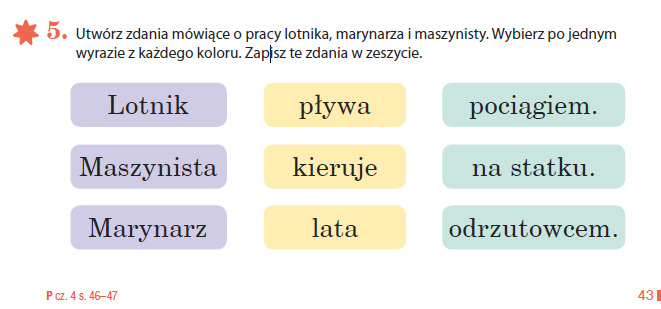 5. Utwórz zdania mówiące o pracy lotnika, marynarza i maszynisty. Wybierz po jednym
wyrazie z każdego koloru. Zapisz te zdania w zeszycie.
Lotnik pływa pociągiem.
Maszynista kieruje na statku.
Marynarz lata odrzutowcem.
P cz. 4 s. 46–47 43